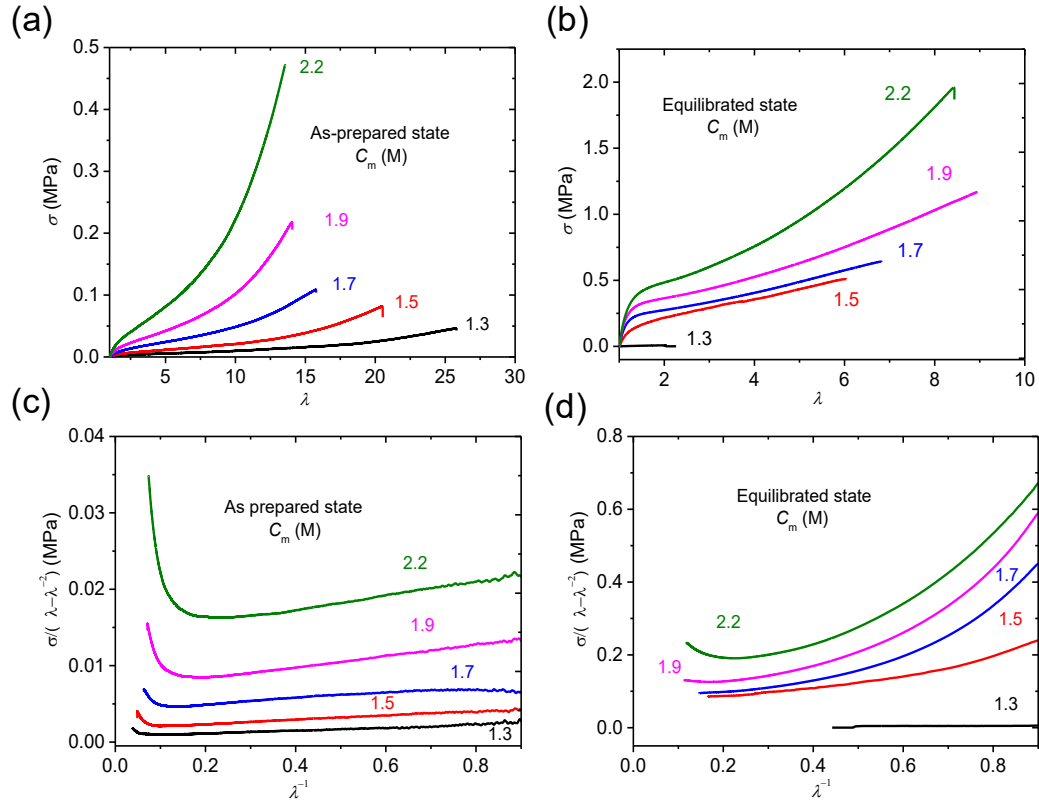 (a)
0.5
0.4
0.3
0.2
0.1
0.0
σ (MPa)
5 10 15 20 25 30
λ
As-prepared state
Cm (M)
2.2
1.9
1.7
1.5
1.3
(b)
2.0
1.5
1.0
0.5
0.0
σ (MPa)
2 4 6 8 10
λ
Equilibrated state
Cm (M)
2.2
1.9
1.7
1.5
1.3
(c)
0.04
0.03
0.02
0.01
0.00
σ/( λ−λ⁻²) (MPa)
0.0 0.2 0.4 0.6 0.8
λ⁻¹
As prepared state
Cm (M)
2.2
1.9
1.7
1.5
1.3
(d)
0.8
0.6
0.4
0.2
0.0
σ/( λ−λ⁻²) (MPa)
0.0 0.2 0.4 0.6 0.8
λ⁻¹
Equilibrated state
Cm (M)
2.2
1.9
1.7
1.5
1.3